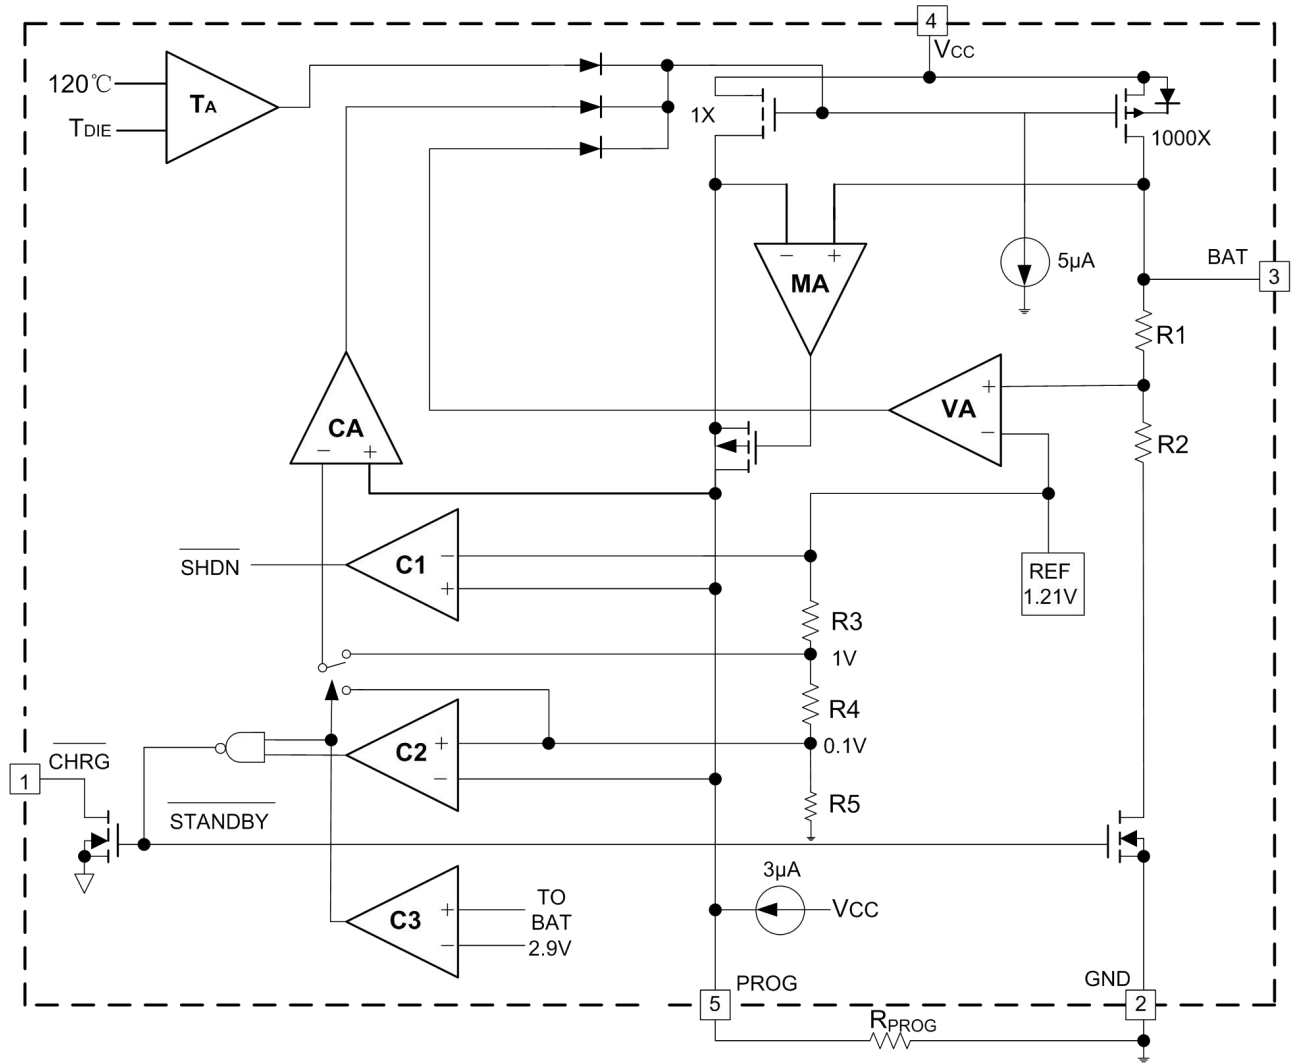 4
VCC
120℃
TA
TDIE
1X
1000X
− +
MA
5μA
BAT
3
R1
+
VA
−
R2
CA
− +
SHDN
−
C1
+
REF
1.21V
R3
1V
R4
+
C2
−
0.1V
CHRG
1
R5
STANDBY
3μA
VCC
+
C3
−
TO
BAT
2.9V
PROG
5
GND
2
RPROG